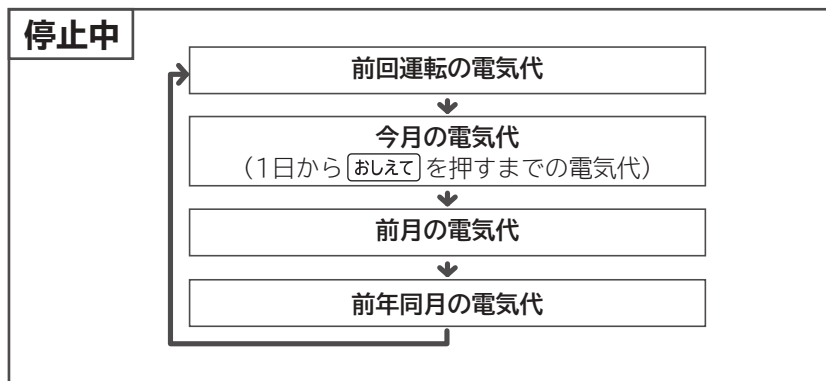 停止中
前回運転の電気代
今月の電気代
（1日からおしえてを押すまでの電気代）
前月の電気代
前年同月の電気代